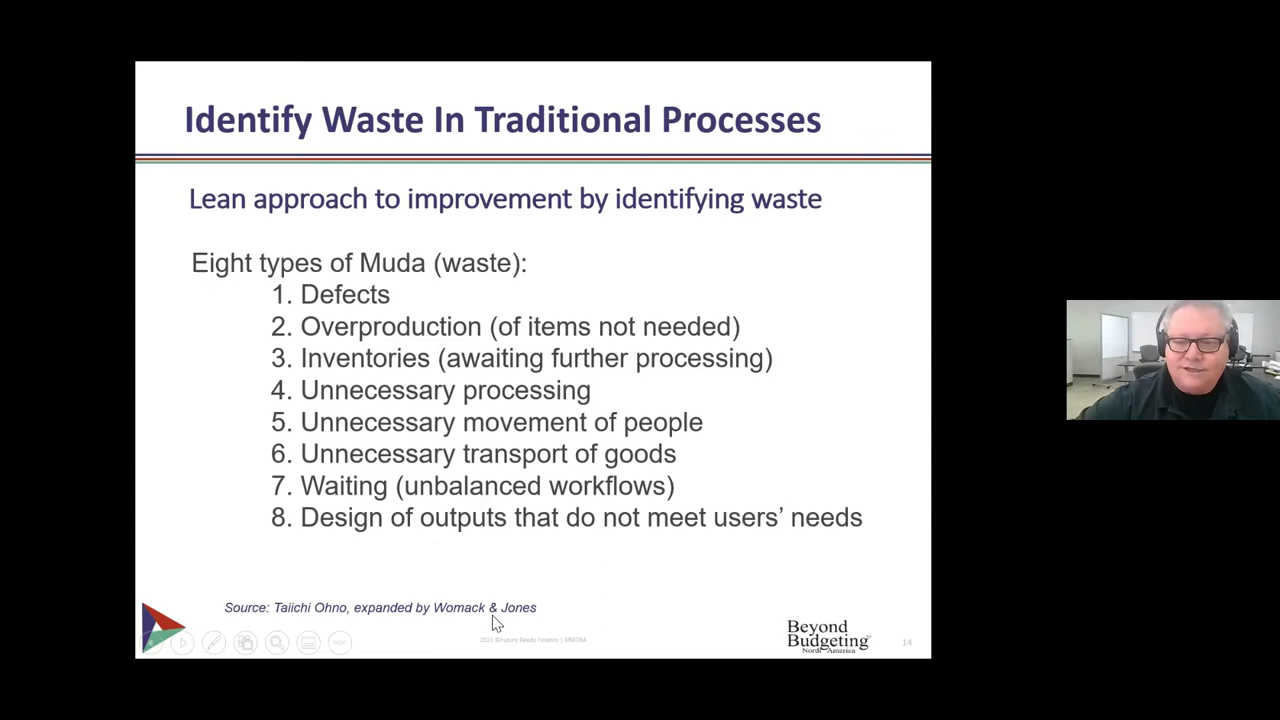 Identify Waste In Traditional Processes
Lean approach to improvement by identifying waste
Eight types of Muda (waste):
1. Defects
2. Overproduction (of items not needed)
3. Inventories (awaiting further processing)
4. Unnecessary processing
5. Unnecessary movement of people
6. Unnecessary transport of goods
7. Waiting (unbalanced workflows)
8. Design of outputs that do not meet users’ needs
Source: Taiichi Ohno, expanded by Womack & Jones
Beyond
Budgeting
North America
14